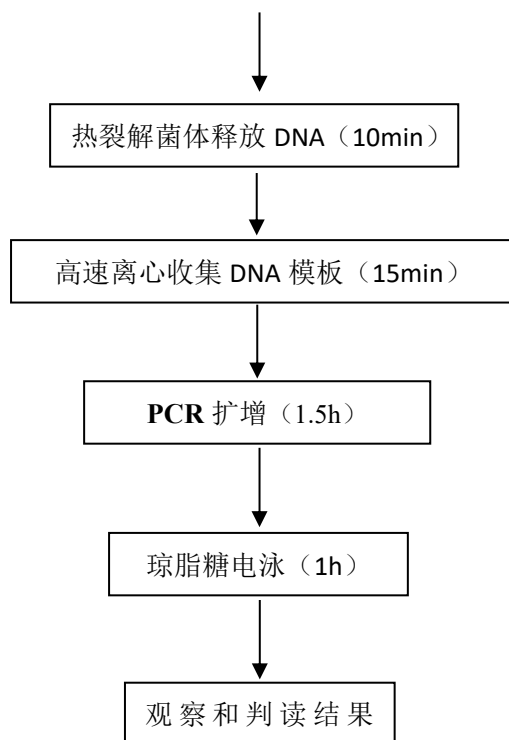 热裂解菌体释放 DNA（10min）
高速离心收集 DNA 模板（15min）
PCR 扩增（1.5h）
琼脂糖电泳（1h）
观察和判读结果